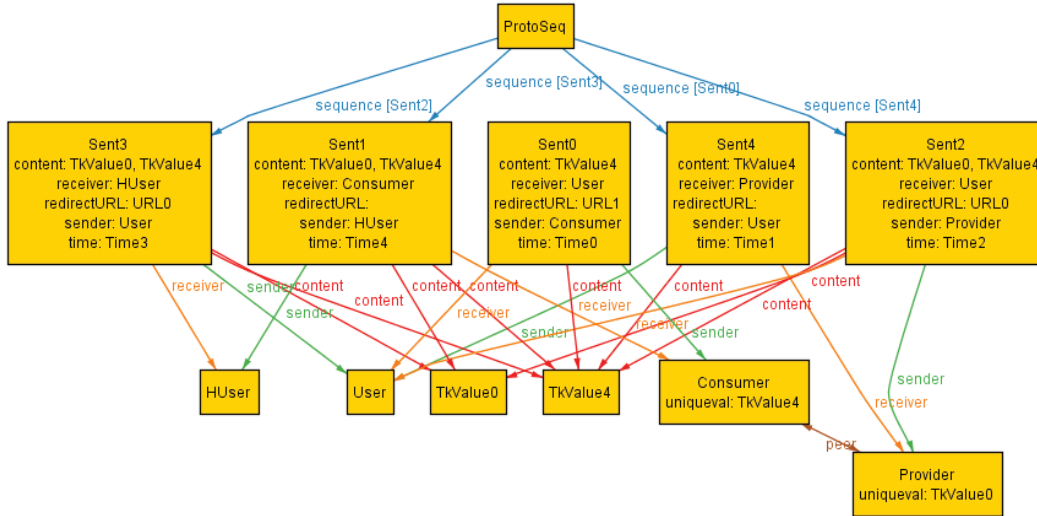 ProtoSeq
sequence [Sent2]
sequence [Sent3]
sequence [Sent0]
sequence [Sent4]
Sent3
content: TkValue0, TkValue4
receiver: HUser
redirectURL: URL0
sender: User
time: Time3
Sent1
content: TkValue0, TkValue4
receiver: Consumer
redirectURL:
sender: HUser
time: Time4
Sent0
content: TkValue4
receiver: User
redirectURL: URL1
sender: Consumer
time: Time0
Sent4
content: TkValue4
receiver: Provider
redirectURL:
sender: User
time: Time1
Sent2
content: TkValue0, TkValue4
receiver: User
redirectURL: URL0
sender: Provider
time: Time2
receiver
sender
sender
content
content
content
content
receiver
receiver
sender
receiver
content
sender
content
content
content
sender
receiver
HUser
User
TkValue0
TkValue4
Consumer
uniqueval: TkValue4
peer
Provider
uniqueval: TkValue0